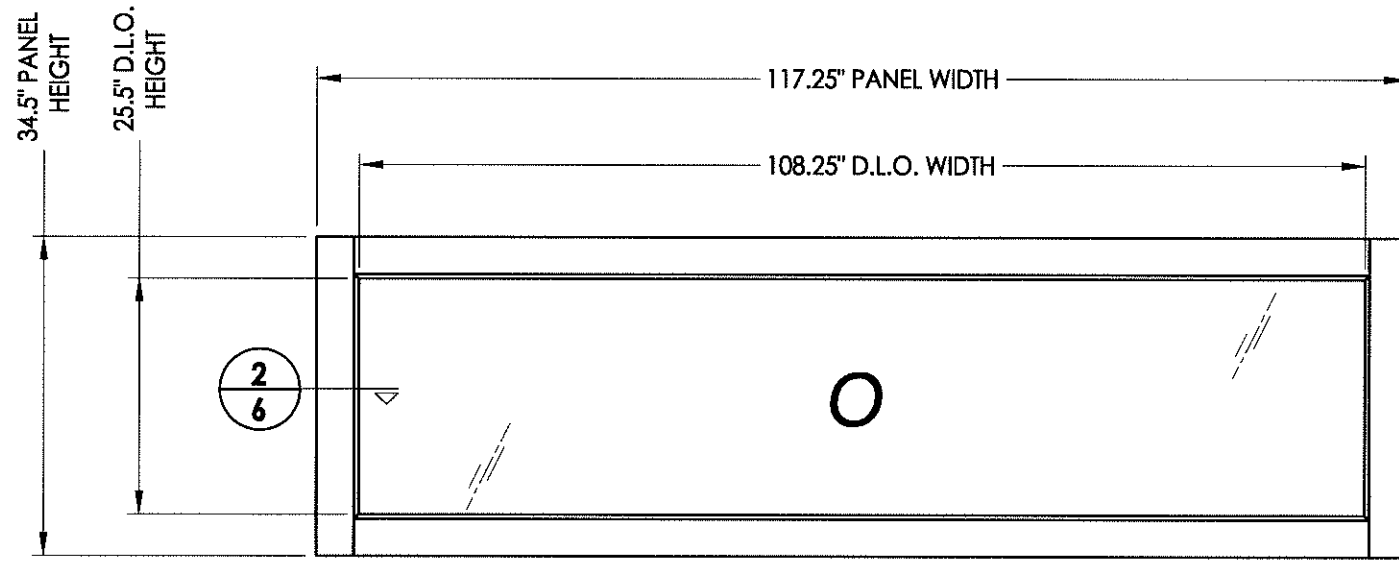 34.5" PANEL
HEIGHT
25.5" D.L.O.
HEIGHT
117.25" PANEL WIDTH
108.25" D.L.O. WIDTH
2
6
O